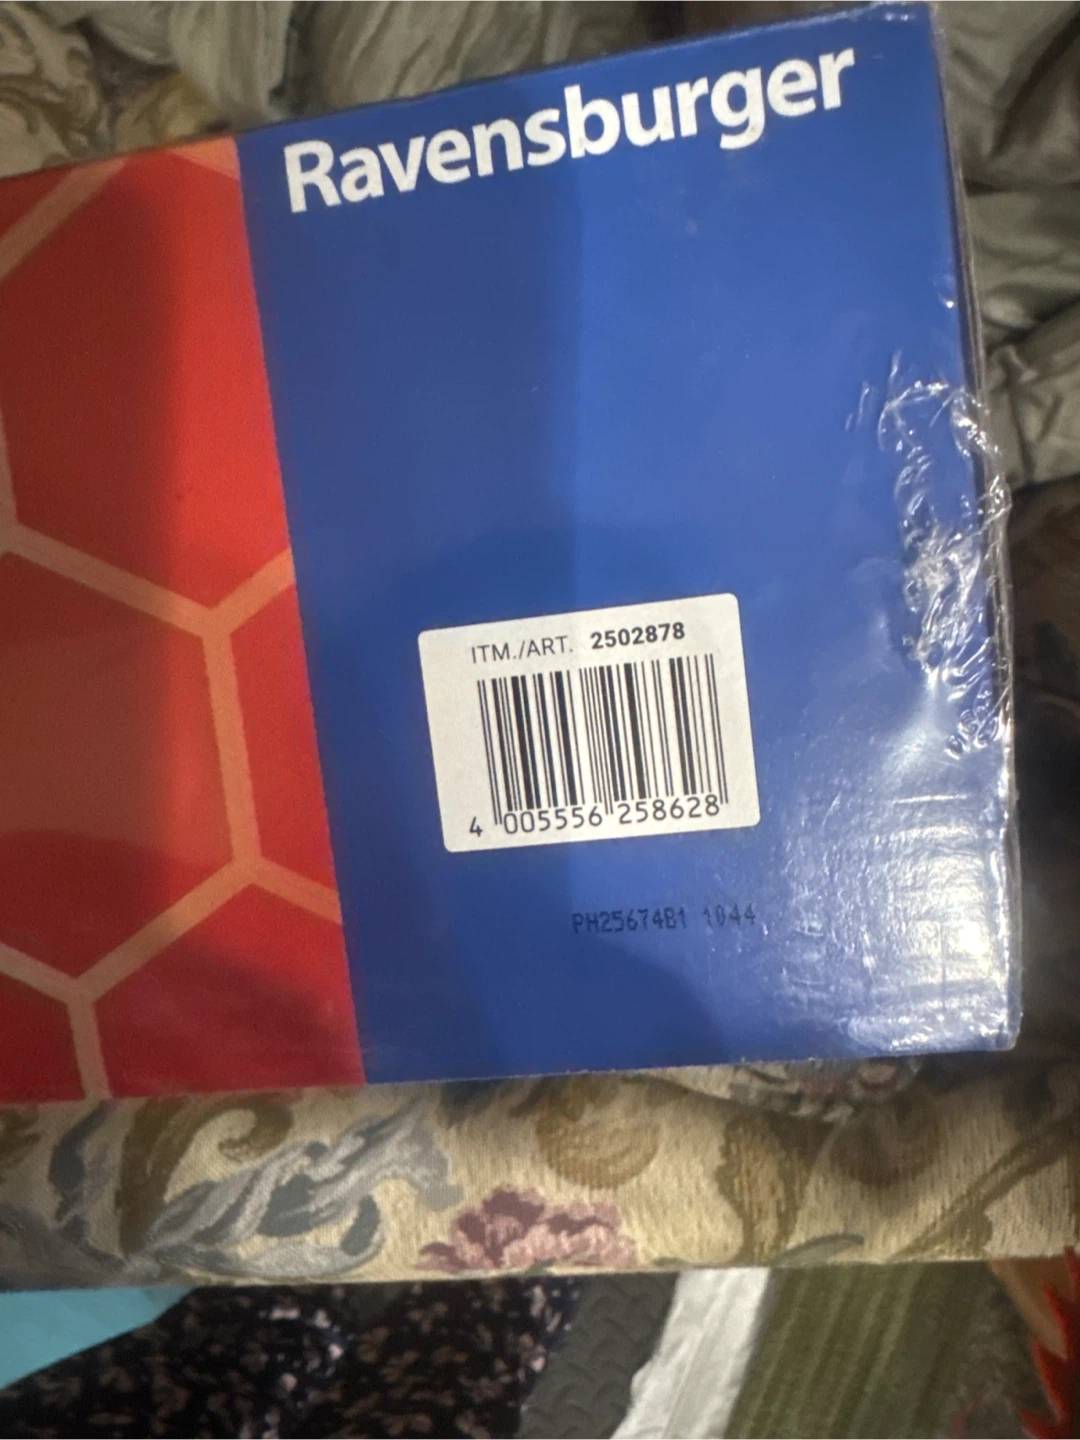 Ravensburger
ITM./ART. 2502878
4 005556 258628
PH25674B1 1044